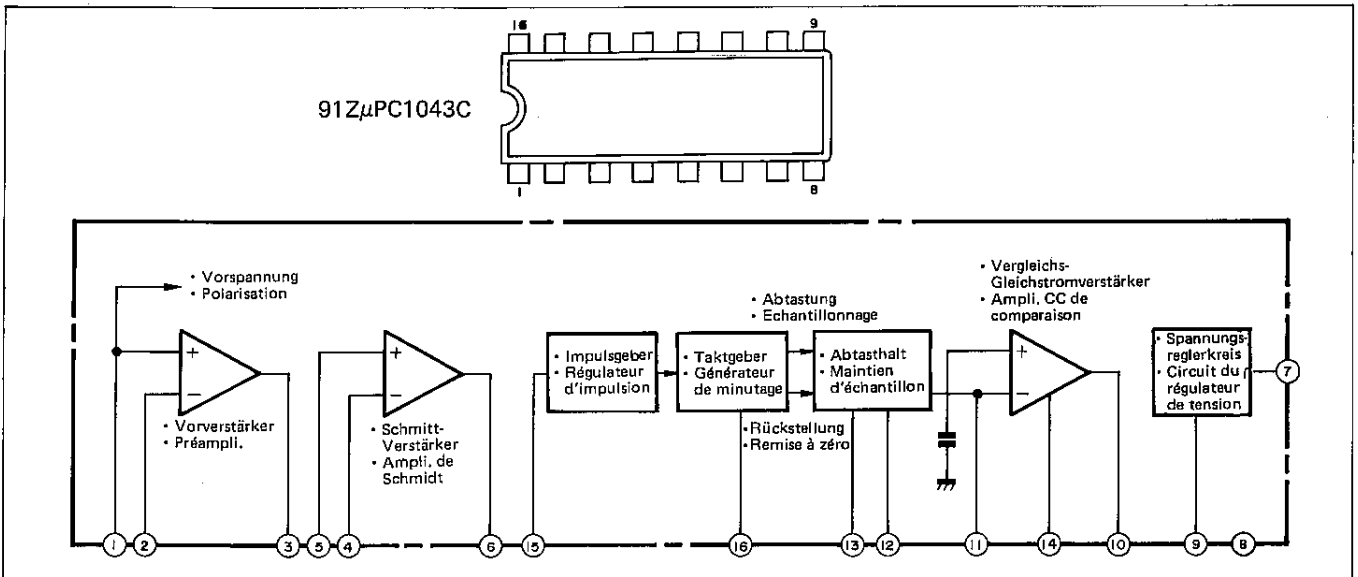 16
9
91ZμPC1043C
1
8
• Vorspannung
• Polarisation
+
−
• Vorverstärker
• Préampli.
+
−
• Schmitt-
Verstärker
• Ampli. de
Schmidt
• Impulsgeber
• Régulateur
d'impulsion
• Taktgeber
• Générateur
de minutage
• Abtastung
• Echantillonnage
• Abtasthalt
• Maintien
d'échantillon
• Rückstellung
• Remise à zéro
• Vergleichs-
Gleichstromverstärker
• Ampli. CC de
comparaison
+
−
• Spannungs-
reglerkreis
• Circuit du
régulateur
de tension
7
1 2 3 5 4 6 15 16 13 12 11 14 10 9 8